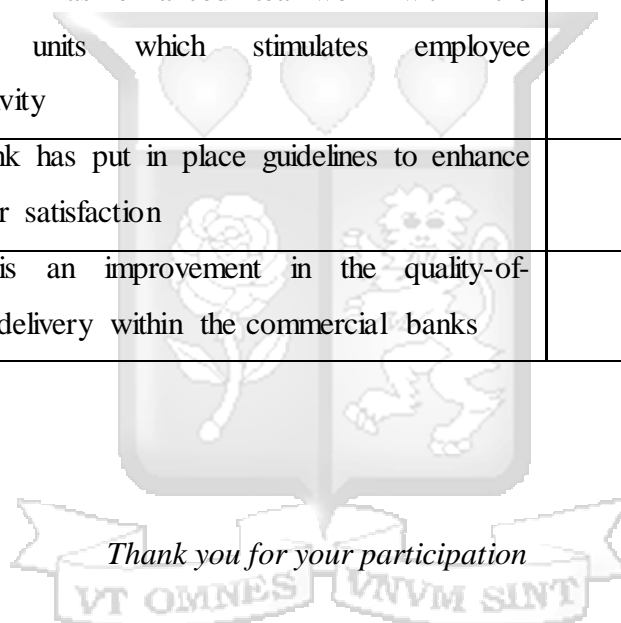 units which stimulates employee
vity
nk has put in place guidelines to enhance
r satisfaction
is an improvement in the quality-of-
delivery within the commercial banks
Thank you for your participation
VT OMNES VNVM SINT